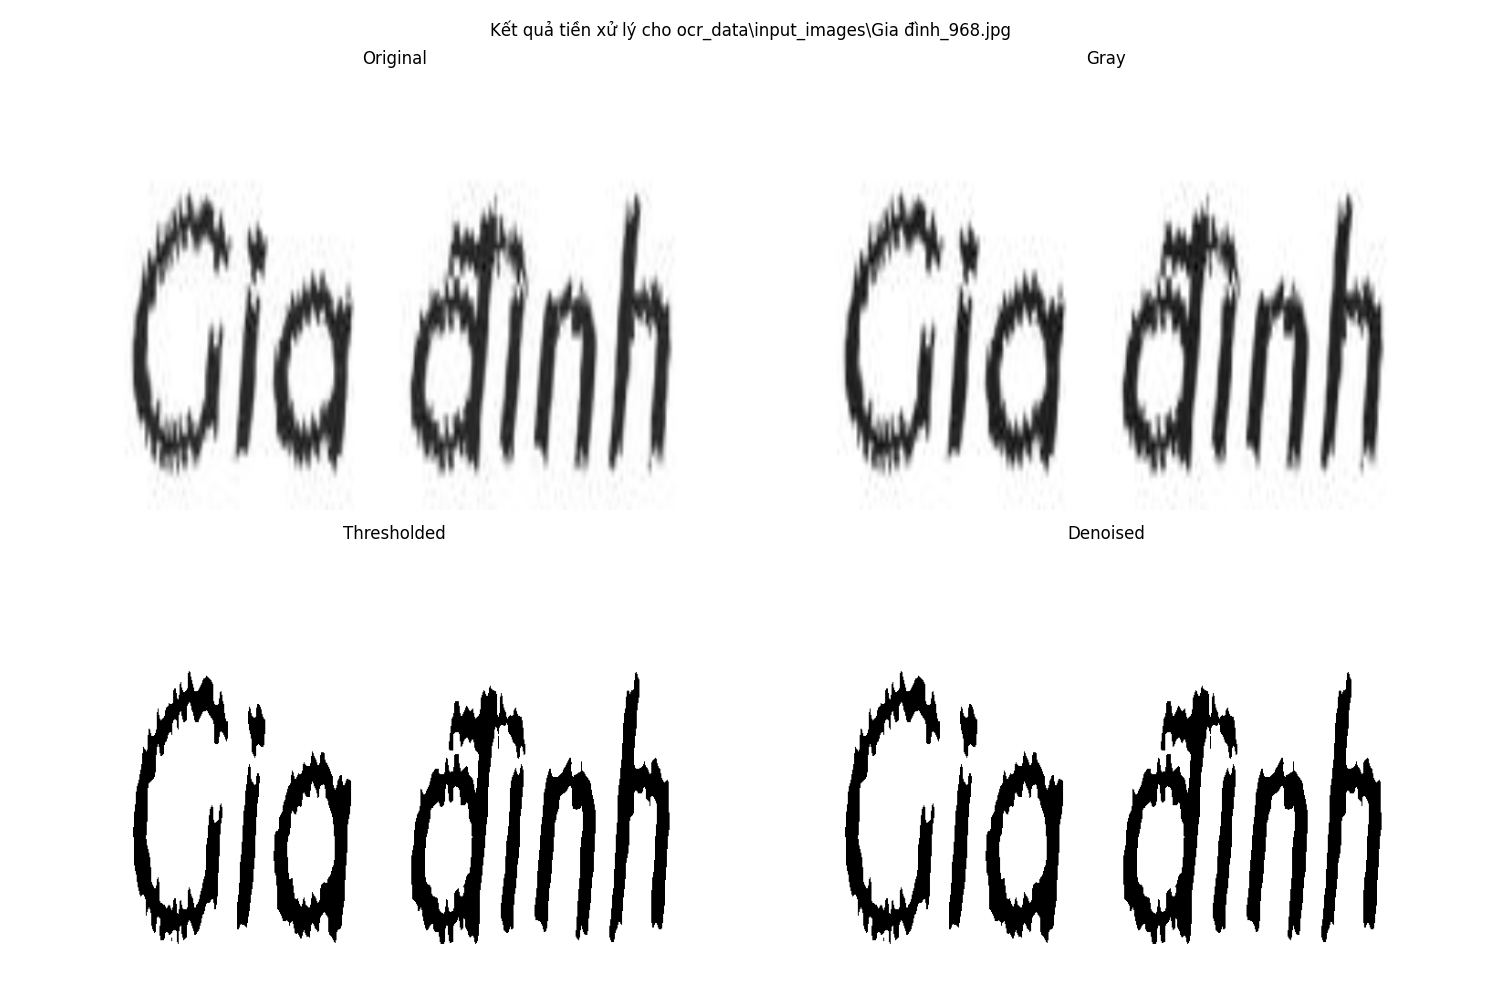 Kết quả tiền xử lý cho ocr_data\input_images\Gia đình_968.jpg
Original
Gray
Gia đình
Gia đình
Thresholded
Denoised
Gia đình
Gia đình